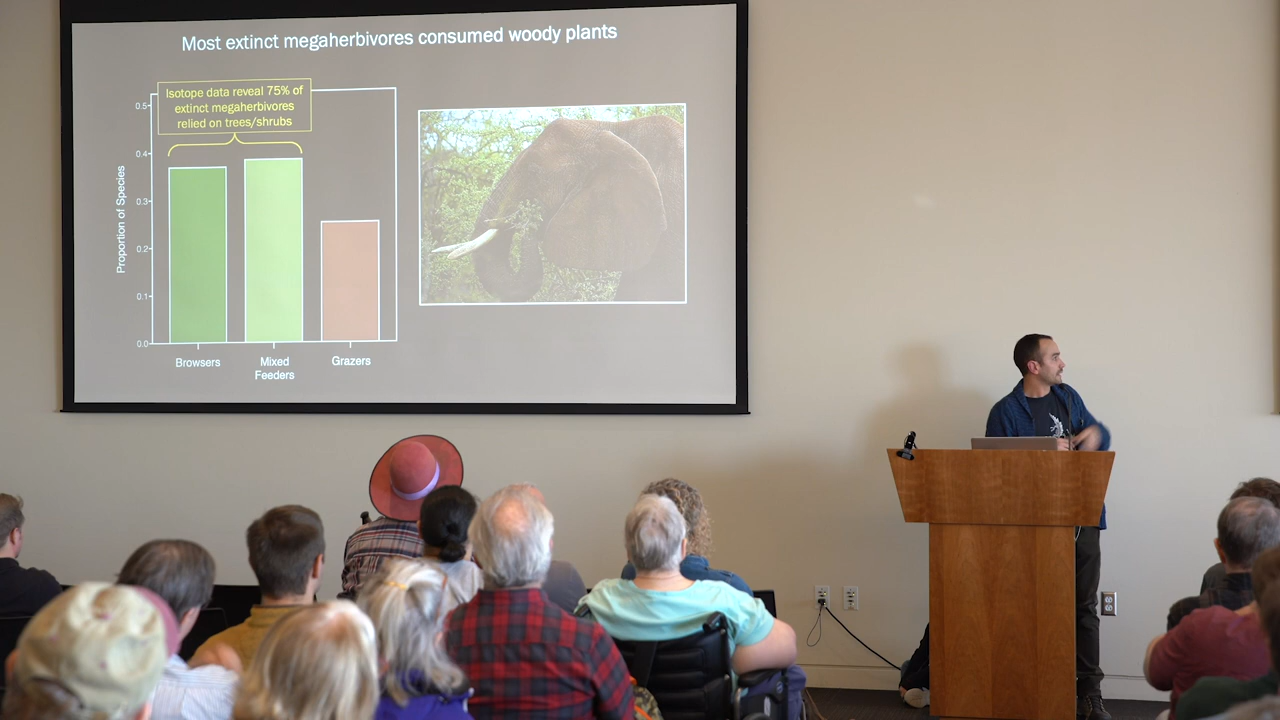 Most extinct megaherbivores consumed woody plants
Isotope data reveal 75% of
extinct megaherbivores
relied on trees/shrubs
Proportion of Species
0.5
0.4
0.3
0.2
0.1
0.0
Browsers
Mixed
Feeders
Grazers